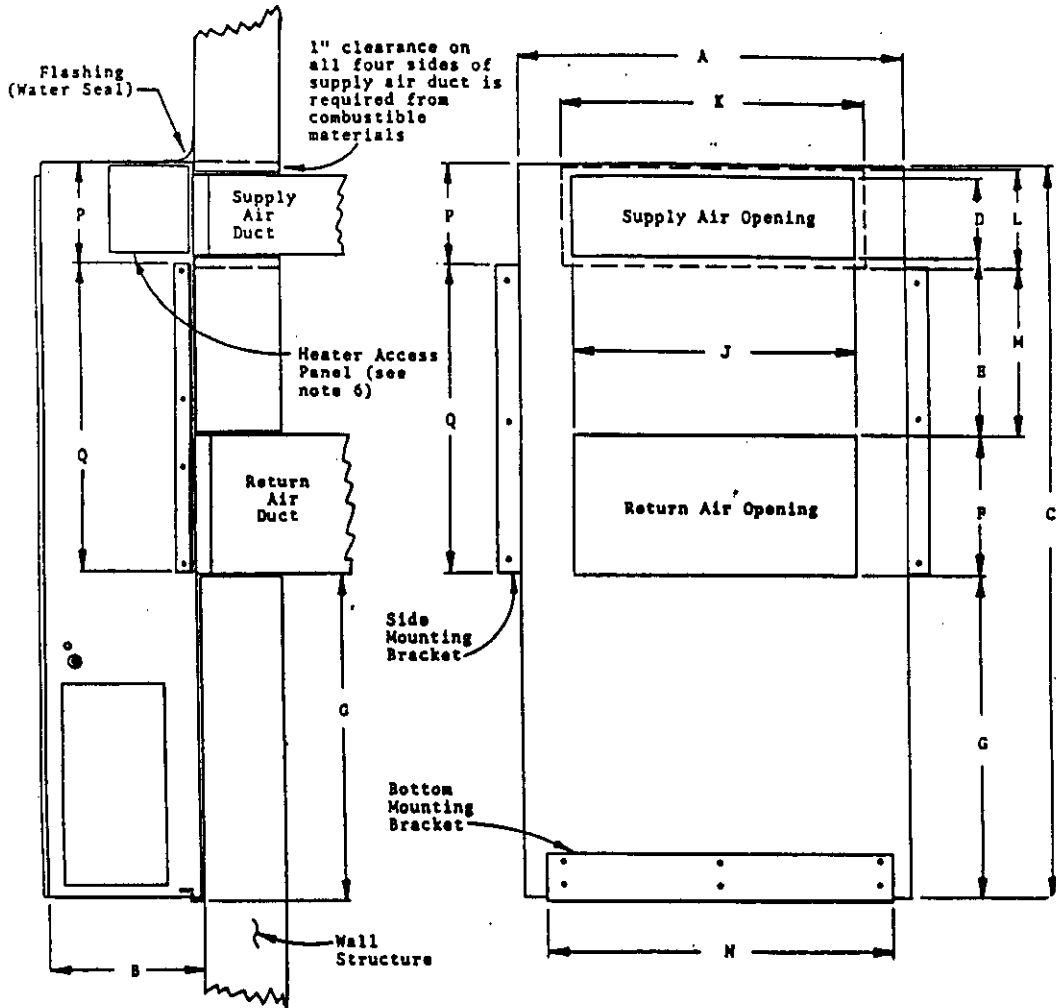 Flashing
(Water Seal)
1" clearance on
all four sides of
supply air duct is
required from
combustible
materials
A
K
P
Supply
Air
Duct
P
Supply Air Opening
D
L
Heater Access
Panel (see
note 6)
J
E
M
Q
Q
Return
Air
Duct
Return Air Opening
F
C
Side
Mounting
Bracket
G
G
Bottom
Mounting
Bracket
Wall
Structure
B
N